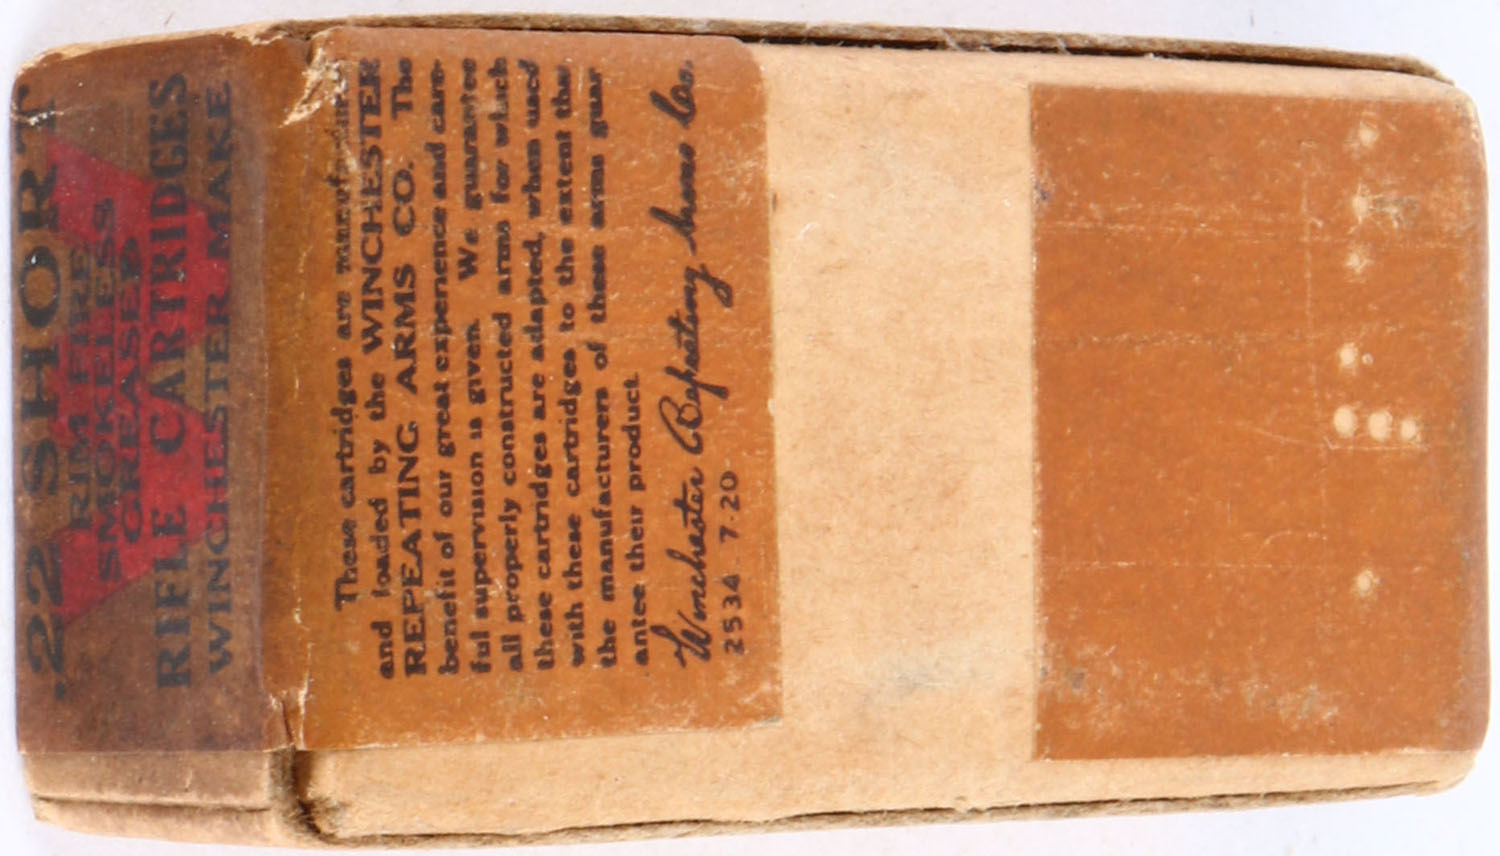 .22 SHORT
RIM FIRE
SMOKELESS
GREASED
RIFLE CARTRIDGES
WINCHESTER MAKE
These cartridges are manufactured
and loaded by the WINCHESTER
REPEATING ARMS CO. The
benefit of our great experience and care-
ful supervision is given. We guarantee
all properly constructed arms for which
these cartridges are adapted, when used
with these cartridges to the extent that
the manufacturers of these arms guar
antee their product.
Winchester Repeating Arms Co.
2534 7-20